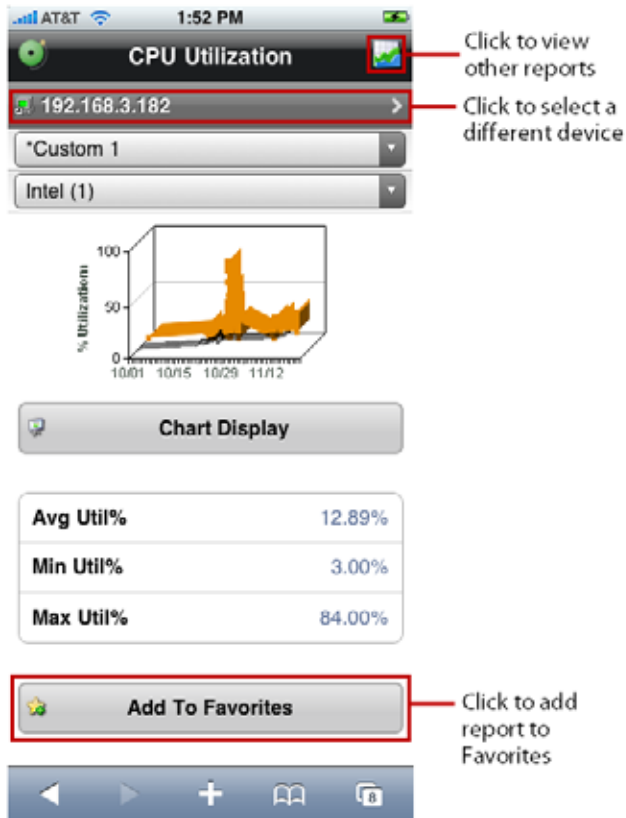 AT&T 1:52 PM
CPU Utilization
Click to view
other reports
192.168.3.182
Click to select a
different device
*Custom 1
Intel (1)
% Utilization
100
50
0
10/01 10/15 10/29 11/12
Chart Display
Avg Util% 12.89%
Min Util% 3.00%
Max Util% 84.00%
Add To Favorites
Click to add
report to
Favorites
8